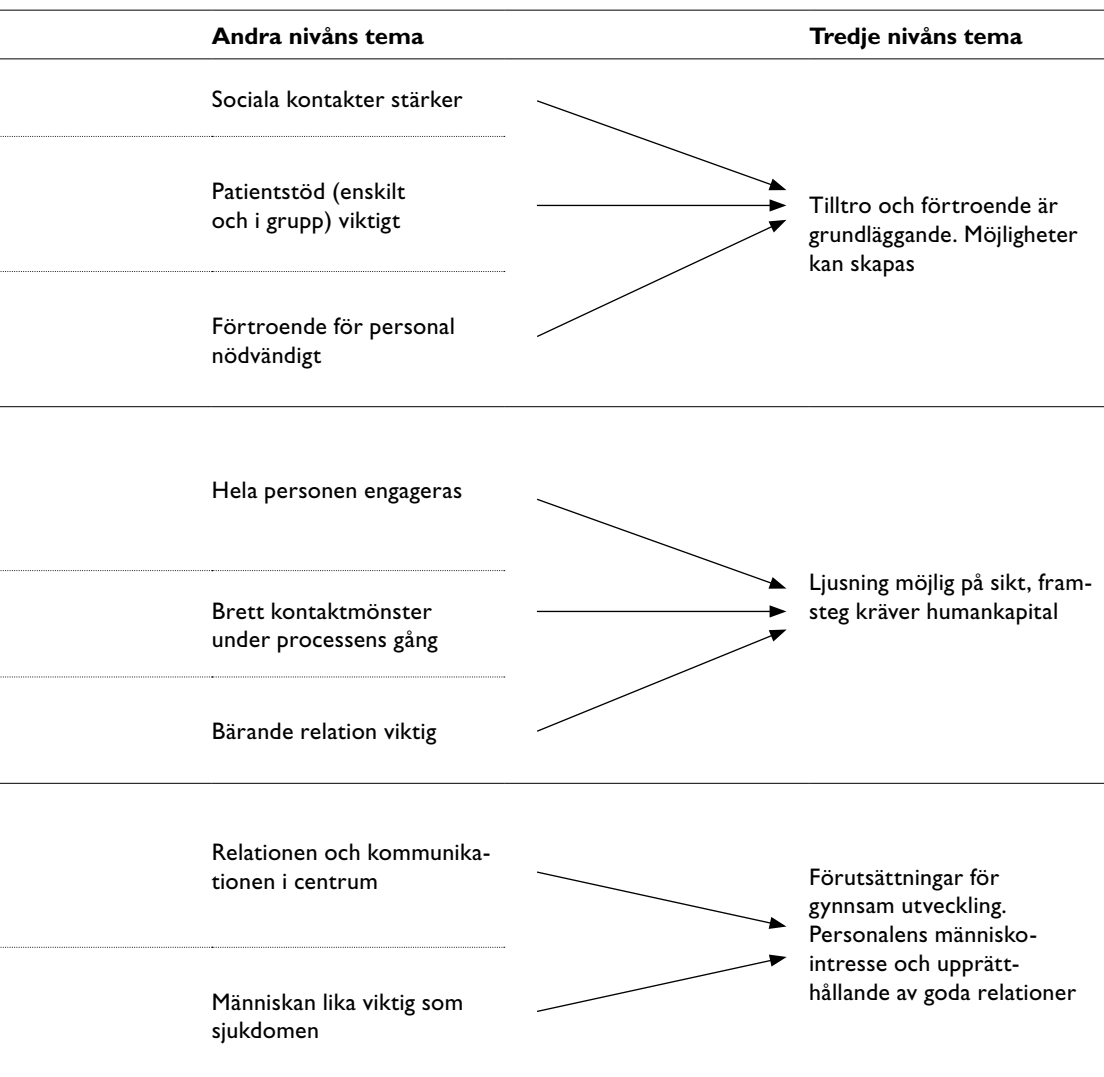 Andra nivåns tema
Tredje nivåns tema
Sociala kontakter stärker
Patientstöd (enskilt
och i grupp) viktigt
Förtroende för personal
nödvändigt
Tilltro och förtroende är
grundläggande. Möjligheter
kan skapas
Hela personen engageras
Brett kontaktmönster
under processens gång
Bärande relation viktig
Ljusning möjlig på sikt, fram-
steg kräver humankapital
Relationen och kommunika-
tionen i centrum
Människan lika viktig som
sjukdomen
Förutsättningar för
gynnsam utveckling.
Personalens människo-
intresse och upprätt-
hållande av goda relationer